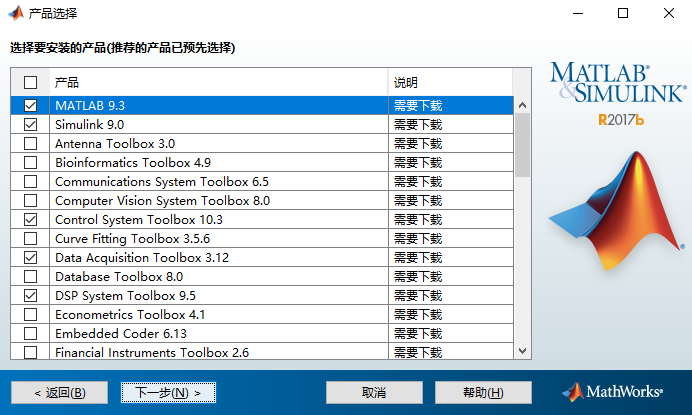 产品选择
选择要安装的产品(推荐的产品已预先选择)
产品 说明
MATLAB 9.3 需要下载
Simulink 9.0 需要下载
Antenna Toolbox 3.0 需要下载
Bioinformatics Toolbox 4.9 需要下载
Communications System Toolbox 6.5 需要下载
Computer Vision System Toolbox 8.0 需要下载
Control System Toolbox 10.3 需要下载
Curve Fitting Toolbox 3.5.6 需要下载
Data Acquisition Toolbox 3.12 需要下载
Database Toolbox 8.0 需要下载
DSP System Toolbox 9.5 需要下载
Econometrics Toolbox 4.1 需要下载
Embedded Coder 6.13 需要下载
Financial Instruments Toolbox 2.6 需要下载
MATLAB®
&SIMULINK®
R2017b
< 返回(B) 下一步(N) > 取消 帮助(H) MathWorks®